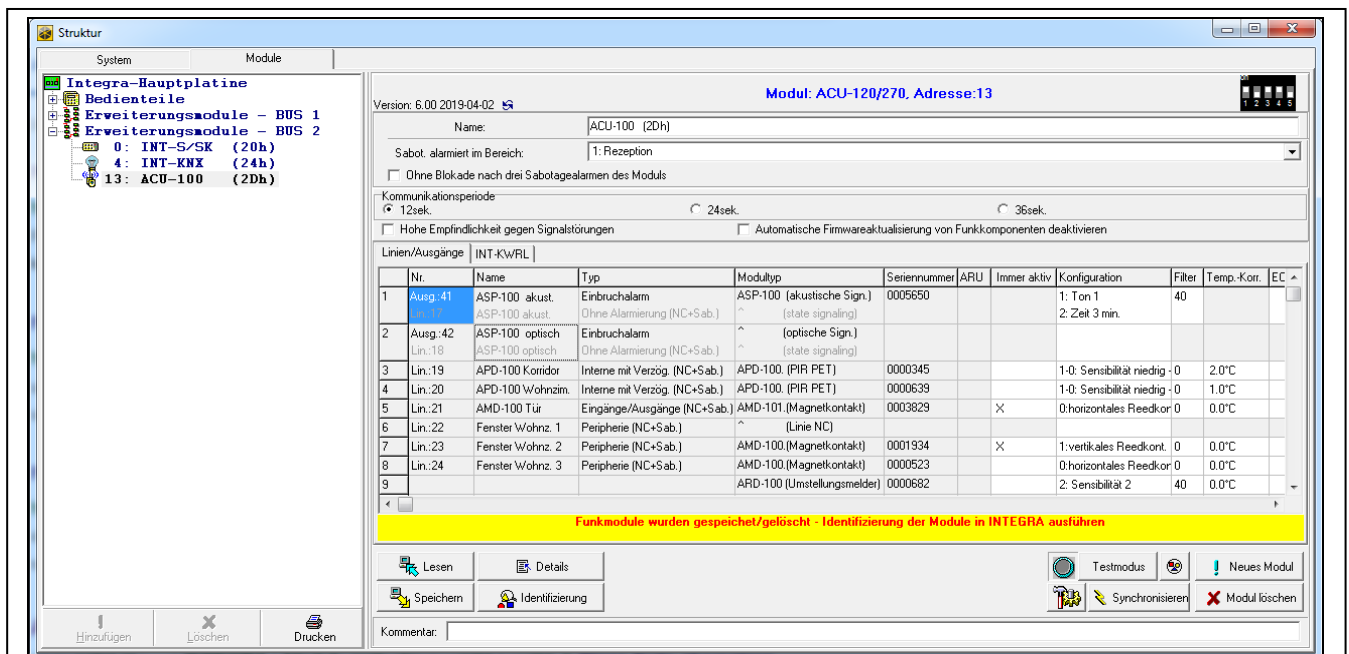 Struktur
System Module
Integra-Hauptplatine
Bedienteile
Erweiterungsmodule - BUS 1
Erweiterungsmodule - BUS 2
0: INT-S/SK (20h)
4: INT-KNX (24h)
13: ACU-100 (2Dh)
Hinzufügen Löschen Drucken
Modul: ACU-120/270, Adresse:13
Version: 6.00 2019-04-02
1 2 3 4 5
Name: ACU-100 (2Dh)
Sabot. alarmiert im Bereich: 1: Rezeption
Ohne Blokade nach drei Sabotagealarmen des Moduls
Kommunikationsperiode
12sek. 24sek. 36sek.
Hohe Empfindlichkeit gegen Signalstörungen Automatische Firmwareaktualisierung von Funkkomponenten deaktivieren
Linien/Ausgänge INT-KWRL
Nr. Name Typ Modultyp Seriennummer ARU Immer aktiv Konfiguration Filter Temp.-Korr. EC
1 Ausg.:41 ASP-100 akust. Einbruchalarm ASP-100 (akustische Sign.) 0005650 1: Ton 1 40
Lin.:17 ASP-100 akust. Ohne Alarmierung (NC+Sab.) ^ (state signaling) 2: Zeit 3 min.
2 Ausg.:42 ASP-100 optisch Einbruchalarm ^ (optische Sign.)
Lin.:18 ASP-100 optisch Ohne Alarmierung (NC+Sab.) ^ (state signaling)
3 Lin.:19 APD-100 Korridor Interne mit Verzög. (NC+Sab.) APD-100. (PIR PET) 0000345 1-0: Sensibilität niedrig - 0 2.0°C
4 Lin.:20 APD-100 Wohnzim. Interne mit Verzög. (NC+Sab.) APD-100. (PIR PET) 0000639 1-0: Sensibilität niedrig - 0 1.0°C
5 Lin.:21 AMD-100 Tür Eingänge/Ausgänge (NC+Sab.) AMD-101.(Magnetkontakt) 0003829 X 0:horizontales Reedkor 0 0.0°C
6 Lin.:22 Fenster Wohnz. 1 Peripherie (NC+Sab.) ^ (Linie NC)
7 Lin.:23 Fenster Wohnz. 2 Peripherie (NC+Sab.) AMD-100.(Magnetkontakt) 0001934 X 1:vertikales Reedkont. 0 0.0°C
8 Lin.:24 Fenster Wohnz. 3 Peripherie (NC+Sab.) AMD-100.(Magnetkontakt) 0000523 0:horizontales Reedkor 0 0.0°C
9 ARD-100 (Umstellungsmelder) 0000682 2: Sensibilität 2 40 0.0°C
Funkmodule wurden gespeichet/gelöscht - Identifizierung der Module in INTEGRA ausführen
Lesen Details Testmodus Neues Modul
Speichern Identifizierung Synchronisieren Modul löschen
Kommentar: